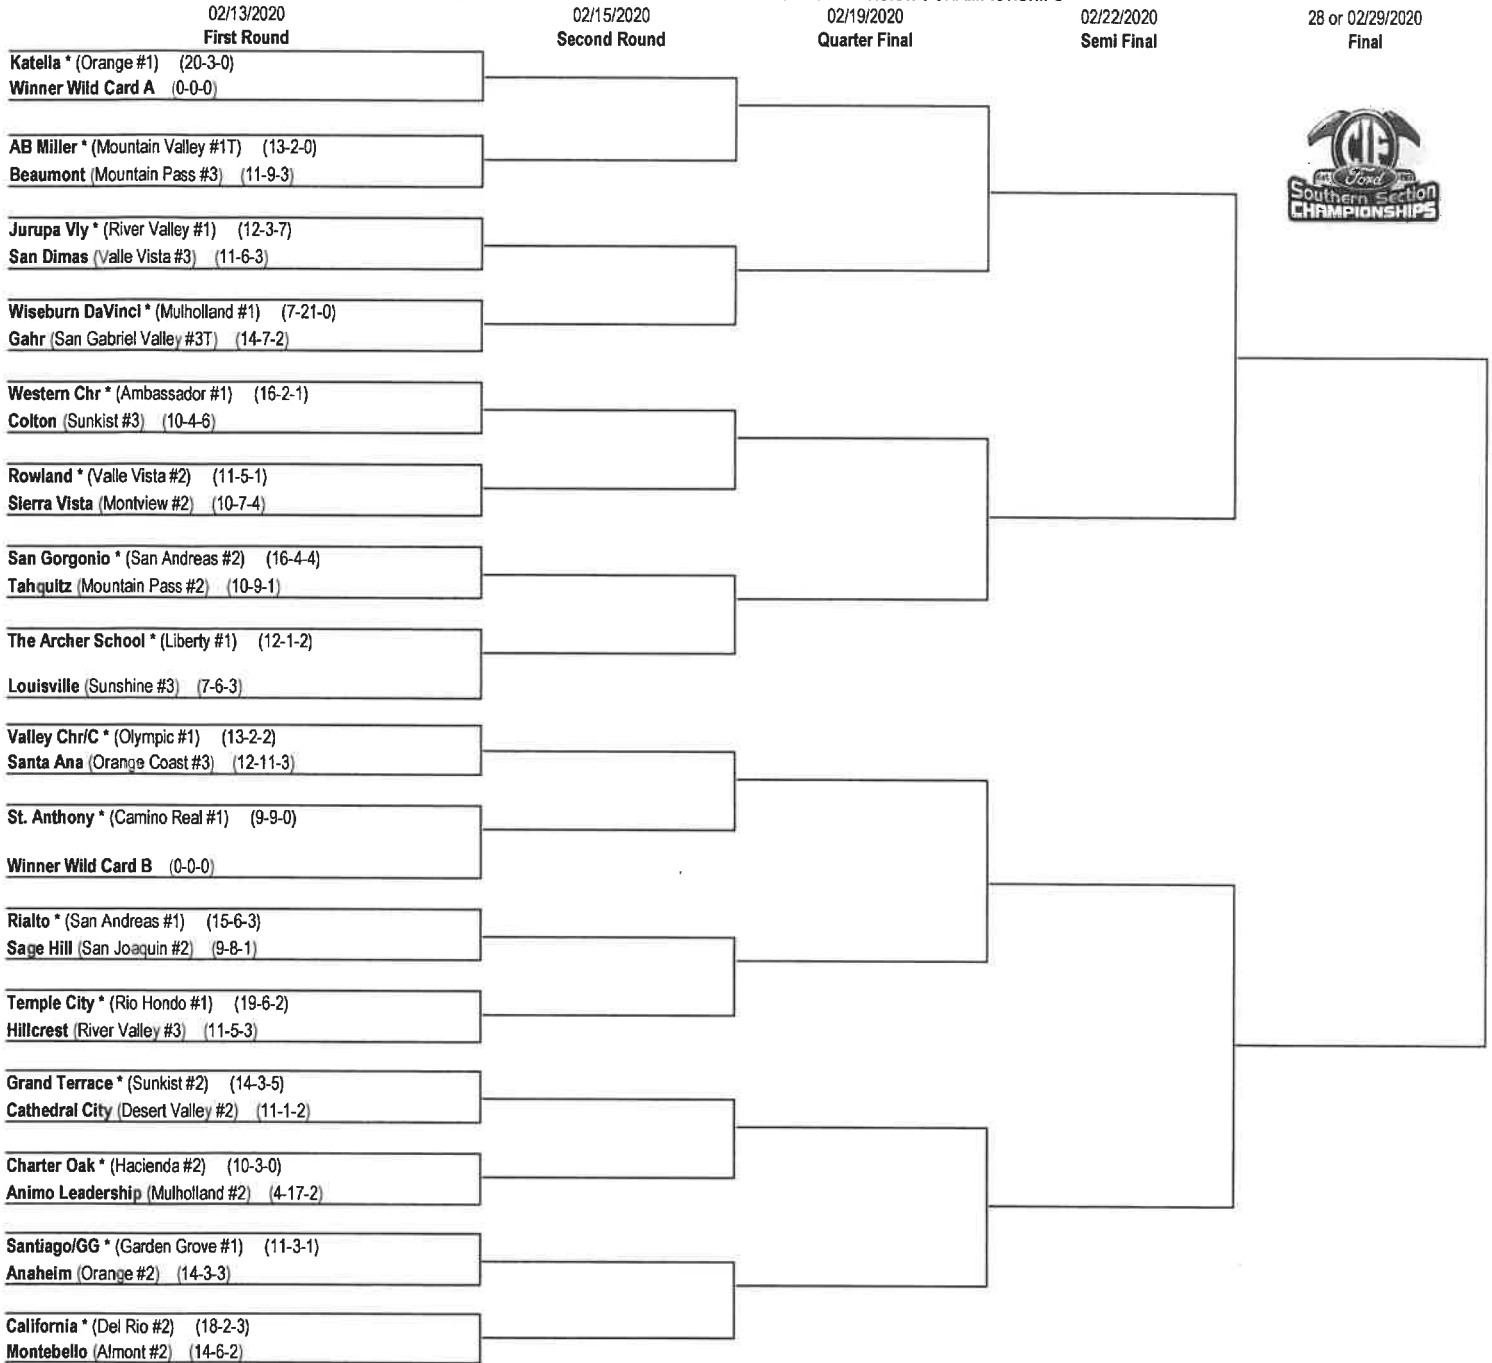 02/13/2020 02/15/2020 02/19/2020 02/22/2020 28 or 02/29/2020
First Round Second Round Quarter Final Semi Final Final
Katella * (Orange #1) (20-3-0)
Winner Wild Card A (0-0-0)
AB Miller * (Mountain Valley #1T) (13-2-0)
Beaumont (Mountain Pass #3) (11-9-3)
Jurupa Vly * (River Valley #1) (12-3-7)
San Dimas (Valle Vista #3) (11-6-3)
Wiseburn DaVinci * (Mulholland #1) (7-21-0)
Gahr (San Gabriel Valley #3T) (14-7-2)
Western Chr * (Ambassador #1) (16-2-1)
Colton (Sunkist #3) (10-4-6)
Rowland * (Valle Vista #2) (11-5-1)
Sierra Vista (Montview #2) (10-7-4)
San Gorgonio * (San Andreas #2) (16-4-4)
Tahquitz (Mountain Pass #2) (10-9-1)
The Archer School * (Liberty #1) (12-1-2)
Louisville (Sunshine #3) (7-6-3)
Valley Chr/C * (Olympic #1) (13-2-2)
Santa Ana (Orange Coast #3) (12-11-3)
St. Anthony * (Camino Real #1) (9-9-0)
Winner Wild Card B (0-0-0)
Rialto * (San Andreas #1) (15-6-3)
Sage Hill (San Joaquin #2) (9-8-1)
Temple City * (Rio Hondo #1) (19-6-2)
Hillcrest (River Valley #3) (11-5-3)
Grand Terrace * (Sunkist #2) (14-3-5)
Cathedral City (Desert Valley #2) (11-1-2)
Charter Oak * (Hacienda #2) (10-3-0)
Animo Leadership (Mulholland #2) (4-17-2)
Santiago/GG * (Garden Grove #1) (11-3-1)
Anaheim (Orange #2) (14-3-3)
California * (Del Rio #2) (18-2-3)
Montebello (Almont #2) (14-6-2)
CIF
Ford
Southern Section
CHAMPIONSHIPS